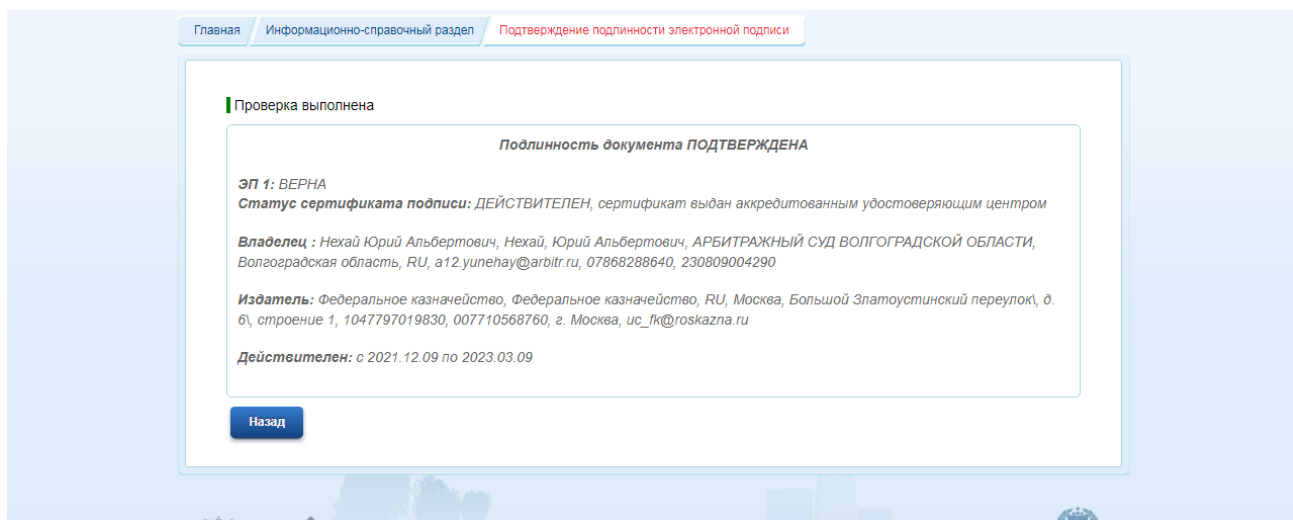 Главная Информационно-справочный раздел Подтверждение подлинности электронной подписи
Проверка выполнена
Подлинность документа ПОДТВЕРЖДЕНА
ЭП 1: ВЕРНА
Статус сертификата подписи: ДЕЙСТВИТЕЛЕН, сертификат выдан аккредитованным удостоверяющим центром
Владелец : Нехай Юрий Альбертович, Нехай, Юрий Альбертович, АРБИТРАЖНЫЙ СУД ВОЛГОГРАДСКОЙ ОБЛАСТИ,
Волгоградская область, RU, a12.yunehay@arbitr.ru, 07868288640, 230809004290
Издатель: Федеральное казначейство, Федеральное казначейство, RU, Москва, Большой Златоустинский переулок\, д.
6\, строение 1, 1047797019830, 007710568760, г. Москва, uc_fk@roskazna.ru
Действителен: с 2021.12.09 по 2023.03.09
Назад